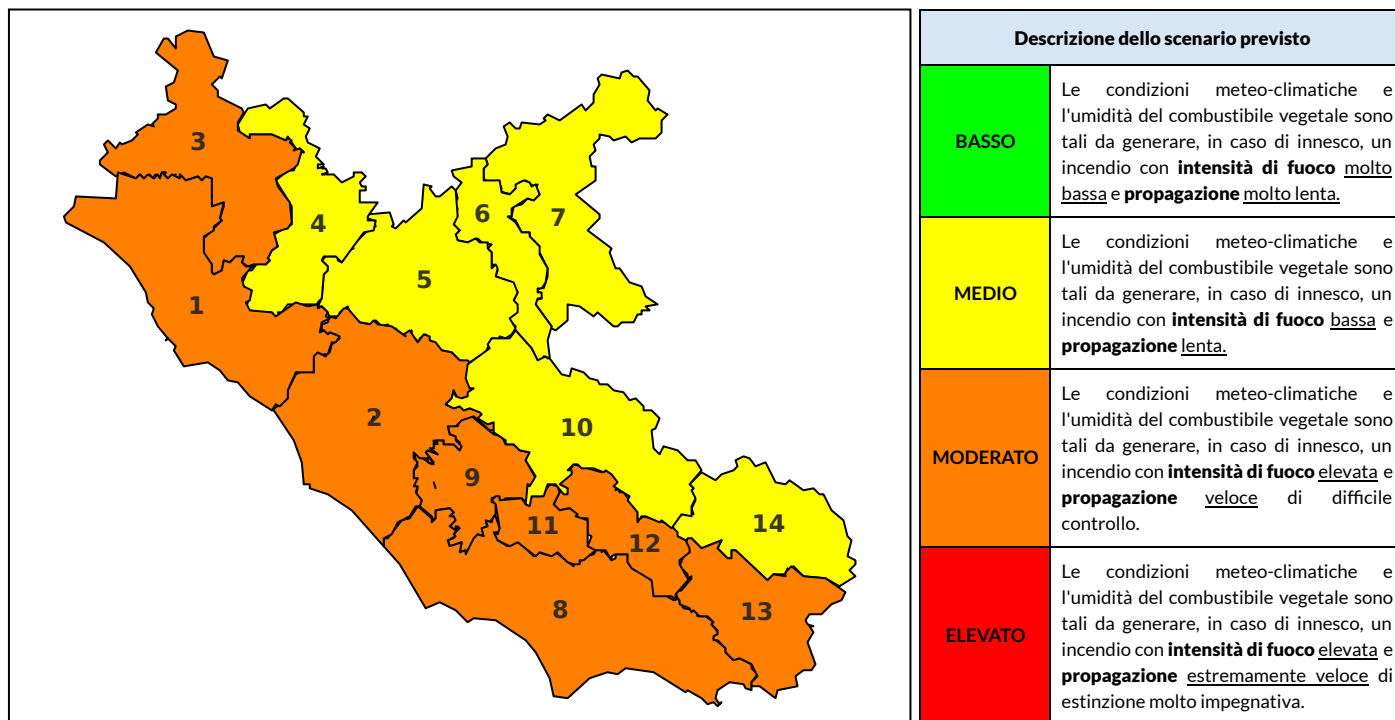 3
4
6
7
5
1
2
10
9
11
12
14
8
13
Descrizione dello scenario previsto
BASSO
Le condizioni meteo-climatiche e
l'umidità del combustibile vegetale sono
tali da generare, in caso di innesco, un
incendio con intensità di fuoco molto
bassa e propagazione molto lenta.
MEDIO
Le condizioni meteo-climatiche e
l'umidità del combustibile vegetale sono
tali da generare, in caso di innesco, un
incendio con intensità di fuoco bassa e
propagazione lenta.
MODERATO
Le condizioni meteo-climatiche e
l'umidità del combustibile vegetale sono
tali da generare, in caso di innesco, un
incendio con intensità di fuoco elevata e
propagazione veloce di difficile
controllo.
ELEVATO
Le condizioni meteo-climatiche e
l'umidità del combustibile vegetale sono
tali da generare, in caso di innesco, un
incendio con intensità di fuoco elevata e
propagazione estremamente veloce di
estinzione molto impegnativa.